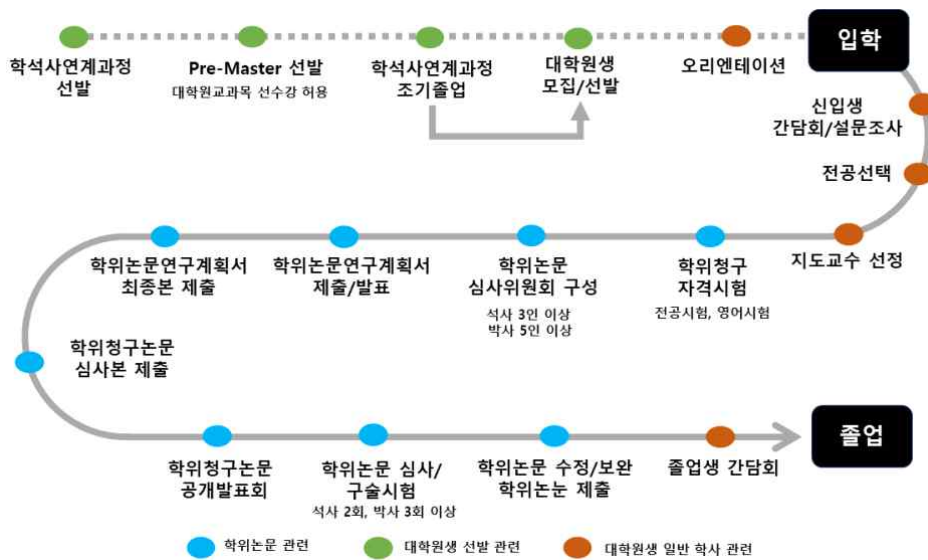 입학
학석사연계과정
선발
Pre-Master 선발
대학원교과목 선수강 허용
학석사연계과정
조기졸업
대학원생
모집/선발
오리엔테이션
신입생
간담회/설문조사
전공선택
지도교수 선정
학위청구
자격시험
전공시험, 영어시험
학위논문
심사위원회 구성
석사 3인 이상
박사 5인 이상
학위논문연구계획서
제출/발표
학위논문연구계획서
최종본 제출
학위청구논문
심사본 제출
학위청구논문
공개발표회
학위논문 심사/
구술시험
석사 2회, 박사 3회 이상
학위논문 수정/보완
학위논눈 제출
졸업생 간담회
졸업
학위논문 관련
대학원생 선발 관련
대학원생 일반 학사 관련